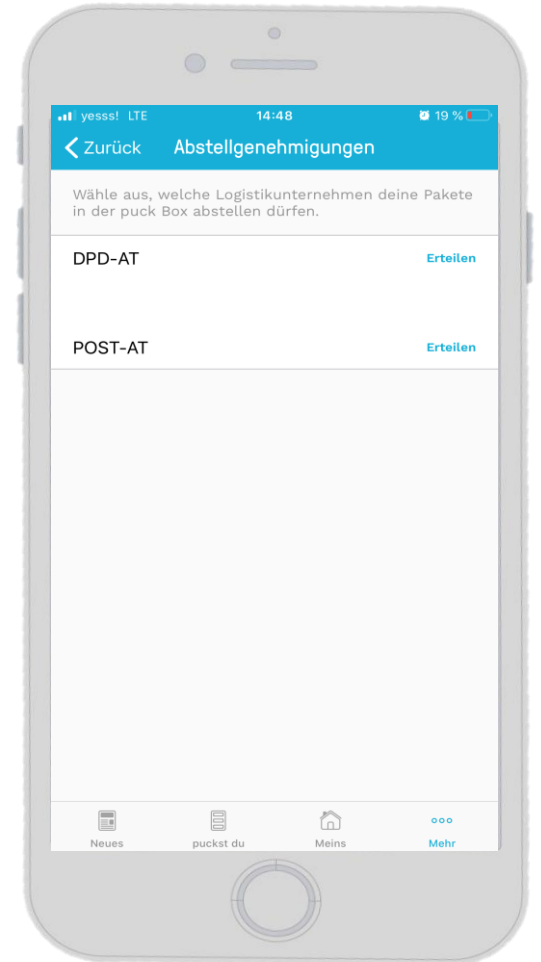 yesss! LTE 14:48 19 %
Zurück Abstellgenehmigungen
Wähle aus, welche Logistikunternehmen deine Pakete
in der puck Box abstellen dürfen.
DPD-AT Erteilen
POST-AT Erteilen
Neues puckst du Meins Mehr